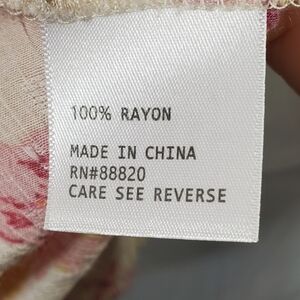 100% RAYON
MADE IN CHINA
RN#88820
CARE SEE REVERSE